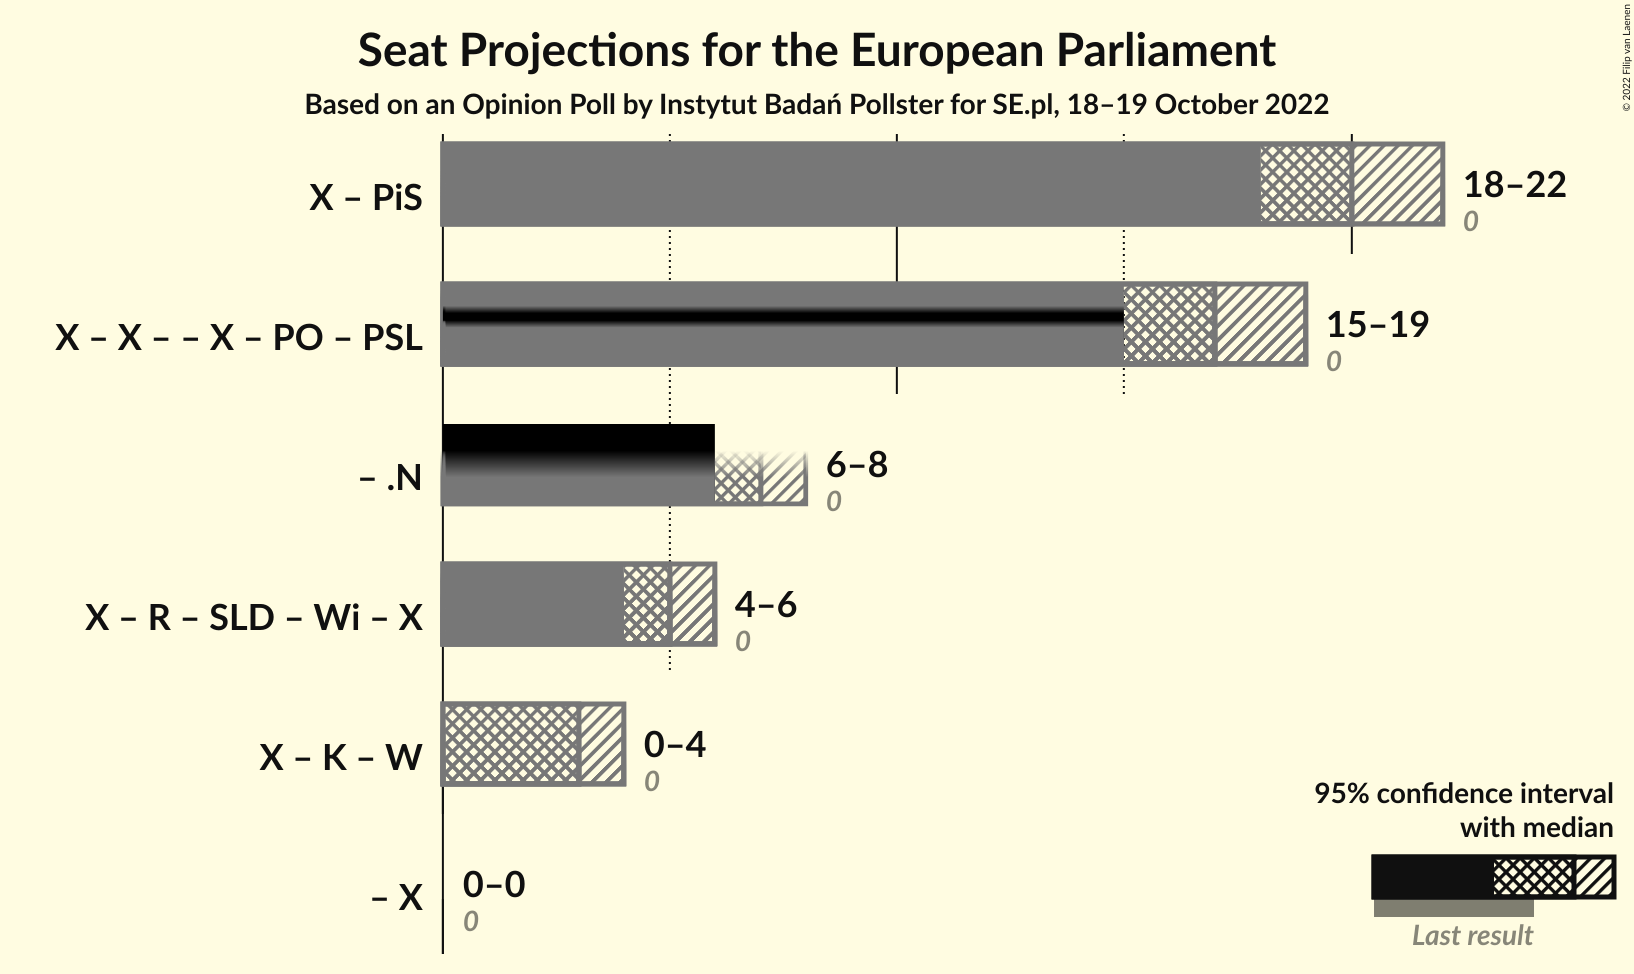 Seat Projections for the European Parliament
Based on an Opinion Poll by Instytut Badań Pollster for SE.pl, 18–19 October 2022
© 2022 Filip van Laenen
X – PiS
18–22
0
X – X – – X – PO – PSL
15–19
0
– .N
6–8
0
X – R – SLD – Wi – X
4–6
0
X – K – W
0–4
0
– X
0–0
0
95% confidence interval
with median
Last result